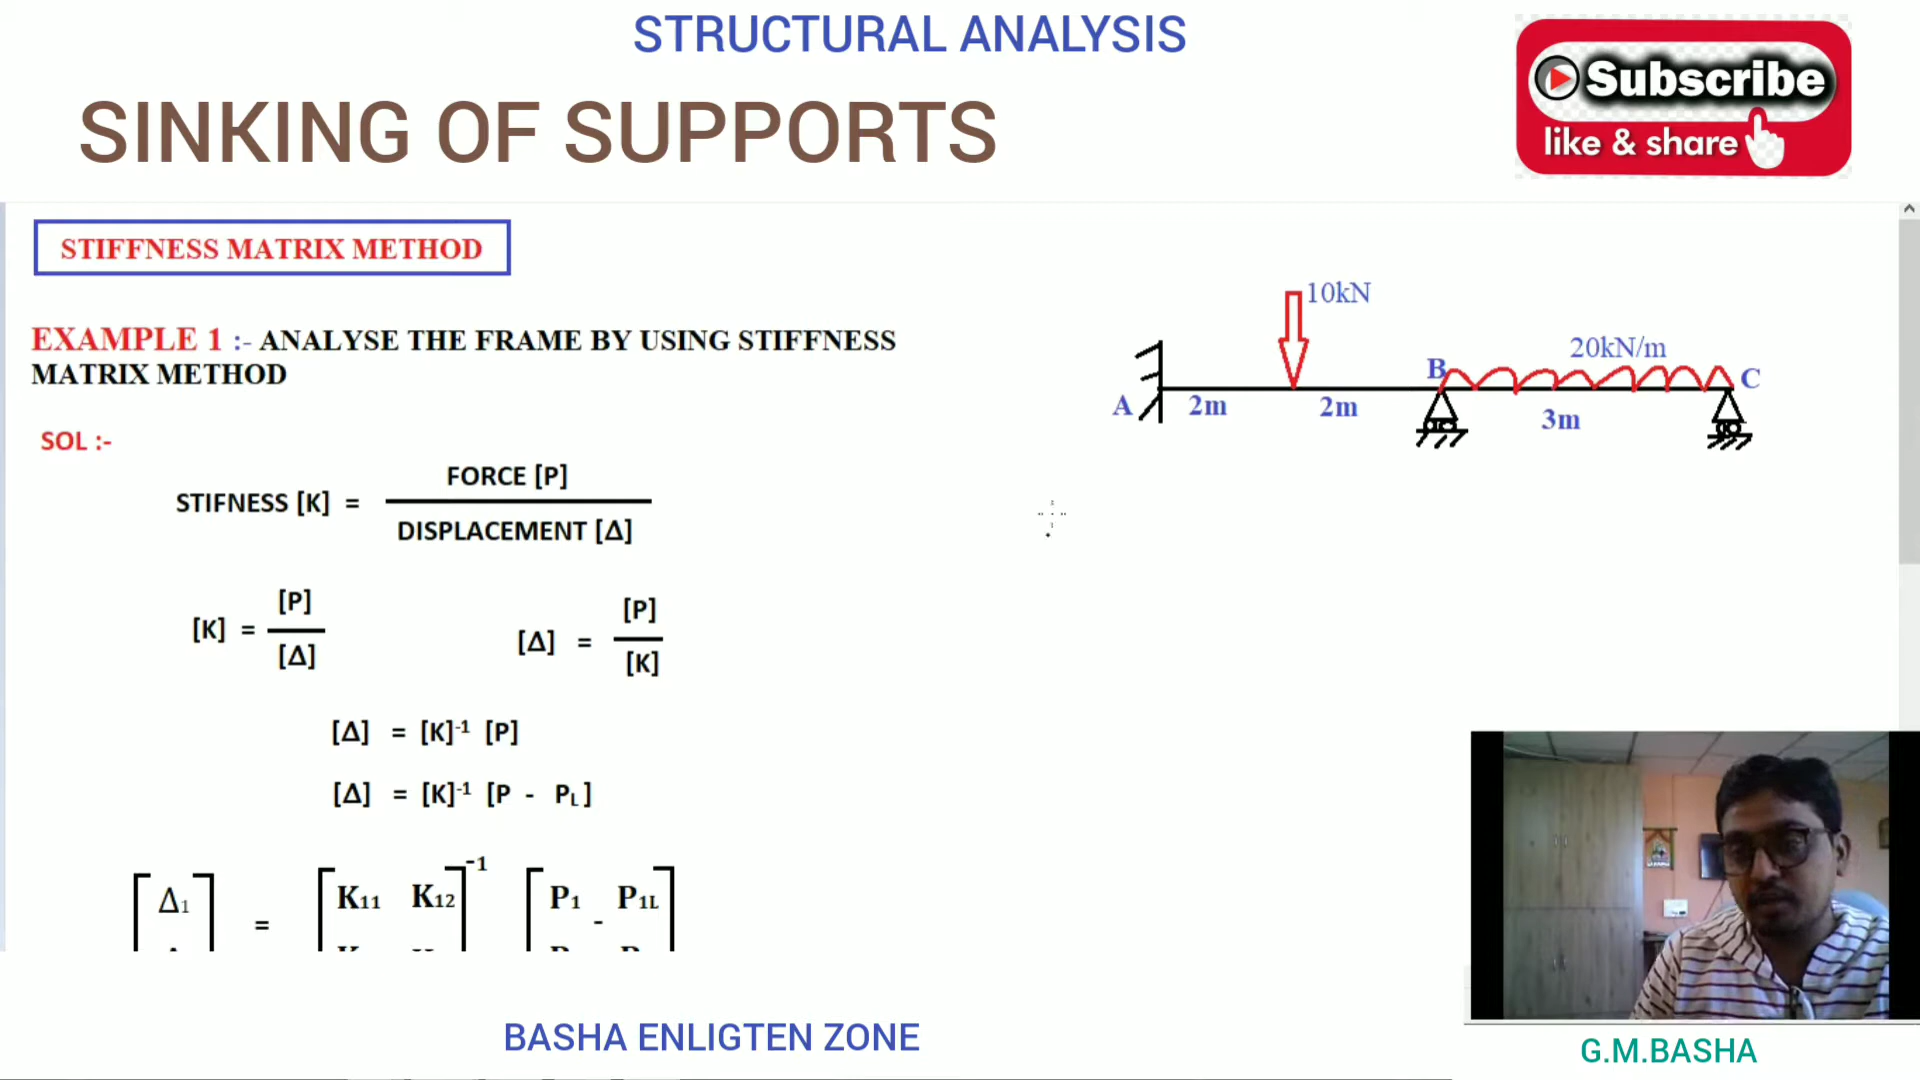 STRUCTURAL ANALYSIS
SINKING OF SUPPORTS
Subscribe
like & share
STIFFNESS MATRIX METHOD
EXAMPLE 1 :- ANALYSE THE FRAME BY USING STIFFNESS
MATRIX METHOD
SOL :-
STIFNESS [K] = FORCE [P]
DISPLACEMENT [Δ]
[K] = [P]
[Δ]
[Δ] = [P]
[K]
[Δ] = [K]-1 [P]
[Δ] = [K]-1 [P - PL]
Δ1 = K11 K12 -1 P1 - P1L
10kN
20kN/m
A 2m 2m B 3m C
BASHA ENLIGTEN ZONE
G.M.BASHA